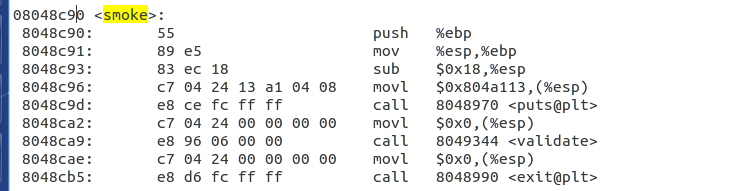 08048c90 <smoke>:
8048c90: 55 push %ebp
8048c91: 89 e5 mov %esp,%ebp
8048c93: 83 ec 18 sub $0x18,%esp
8048c96: c7 04 24 13 a1 04 08 movl $0x804a113,(%esp)
8048c9d: e8 ce fc ff ff call 8048970 <puts@plt>
8048ca2: c7 04 24 00 00 00 00 movl $0x0,(%esp)
8048ca9: e8 96 06 00 00 call 8049344 <validate>
8048cae: c7 04 24 00 00 00 00 movl $0x0,(%esp)
8048cb5: e8 d6 fc ff ff call 8048990 <exit@plt>